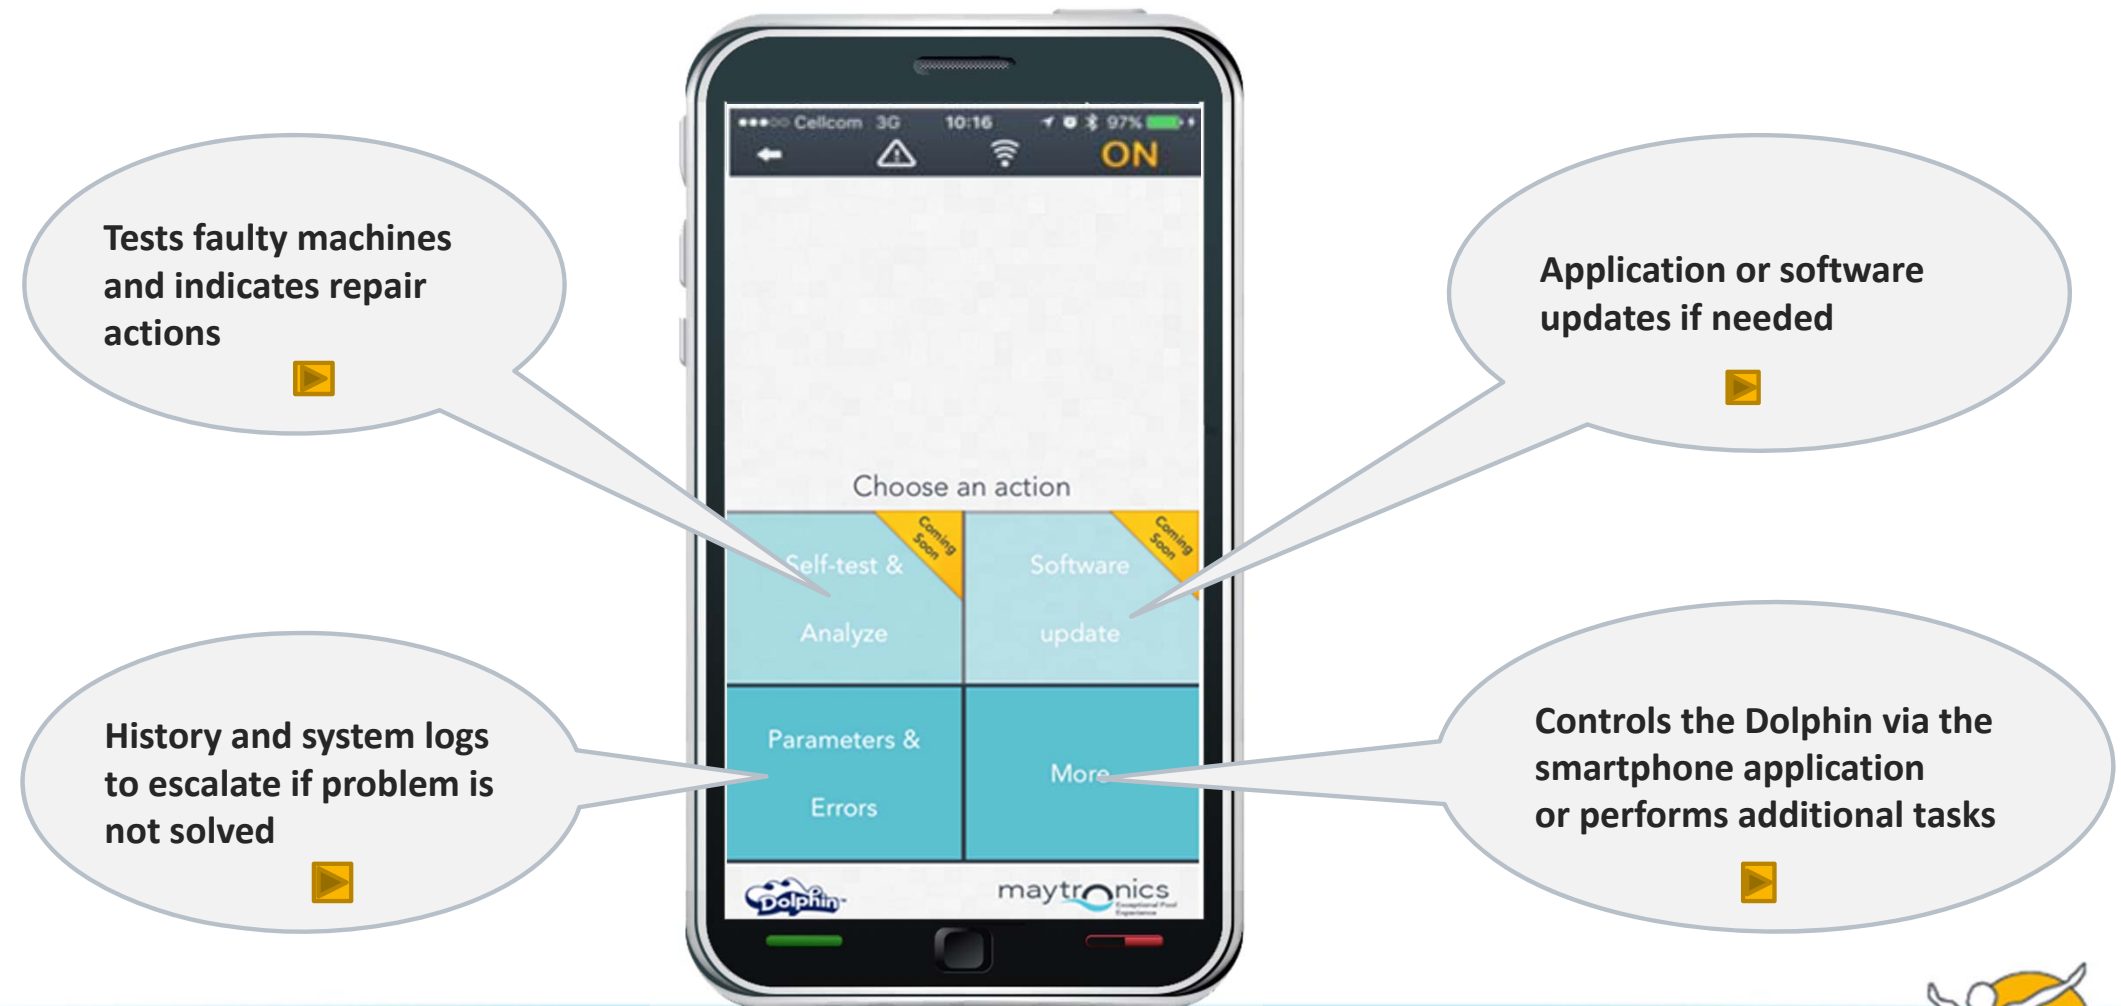 Cellcom 3G 10:16 97%
ON
Tests faulty machines
and indicates repair
actions
Application or software
updates if needed
Choose an action
Coming
Soon
Self-test &
Analyze
Coming
Soon
Software
update
History and system logs
to escalate if problem is
not solved
Parameters &
Errors
More
Controls the Dolphin via the
smartphone application
or performs additional tasks
Dolphin
maytronics
Exceptional Pool
Experience